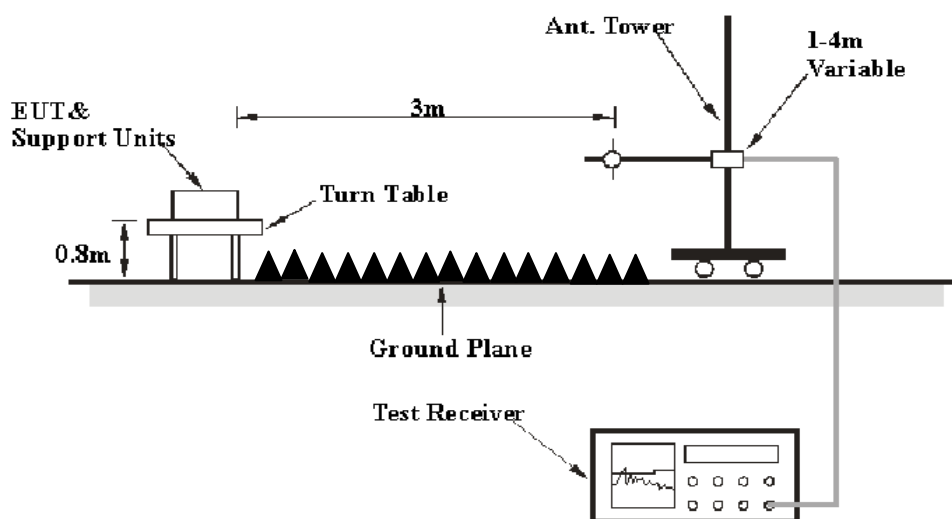 Ant. Tower
1-4m
Variable
EUT&
Support Units
3m
Turn Table
0.8m
Ground Plane
Test Receiver